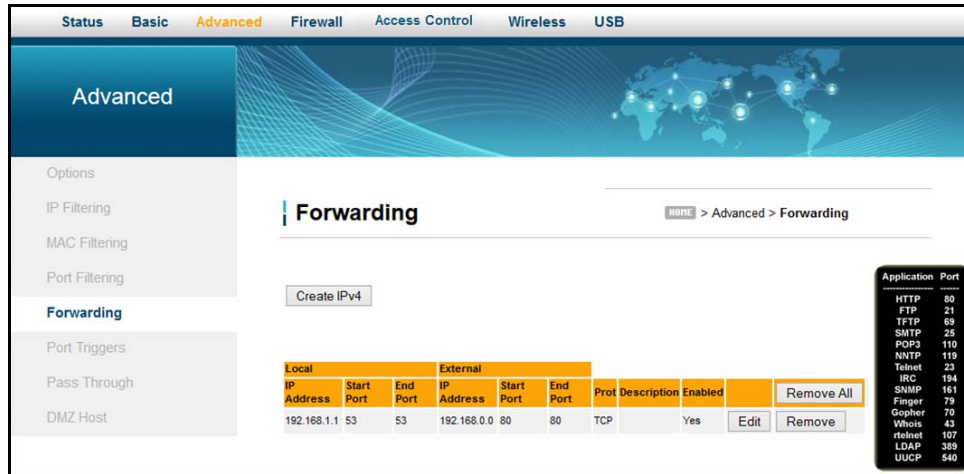 Status Basic Advanced Firewall Access Control Wireless USB
Advanced
Options
IP Filtering
MAC Filtering
Port Filtering
Forwarding
Port Triggers
Pass Through
DMZ Host
Forwarding
HOME > Advanced > Forwarding
Create IPv4
Local External
IP Address Start Port End Port IP Address Start Port End Port Prot Description Enabled Remove All
192.168.1.1 53 53 192.168.0.0 80 80 TCP Yes Edit Remove
Application Port
---------------- ------
HTTP 80
FTP 21
TFTP 69
SMTP 25
POP3 110
NNTP 119
Telnet 23
IRC 194
SNMP 161
Finger 79
Gopher 70
Whois 43
rtelnet 107
LDAP 389
UUCP 540